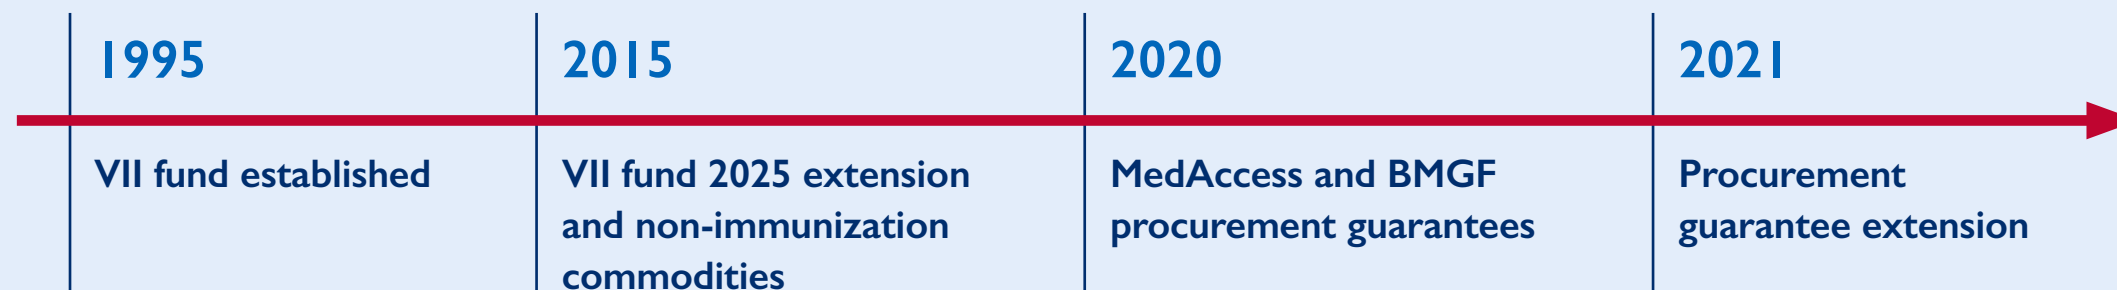 1995
VII fund established
2015
VII fund 2025 extension
and non-immunization
commodities
2020
MedAccess and BMGF
procurement guarantees
2021
Procurement
guarantee extension